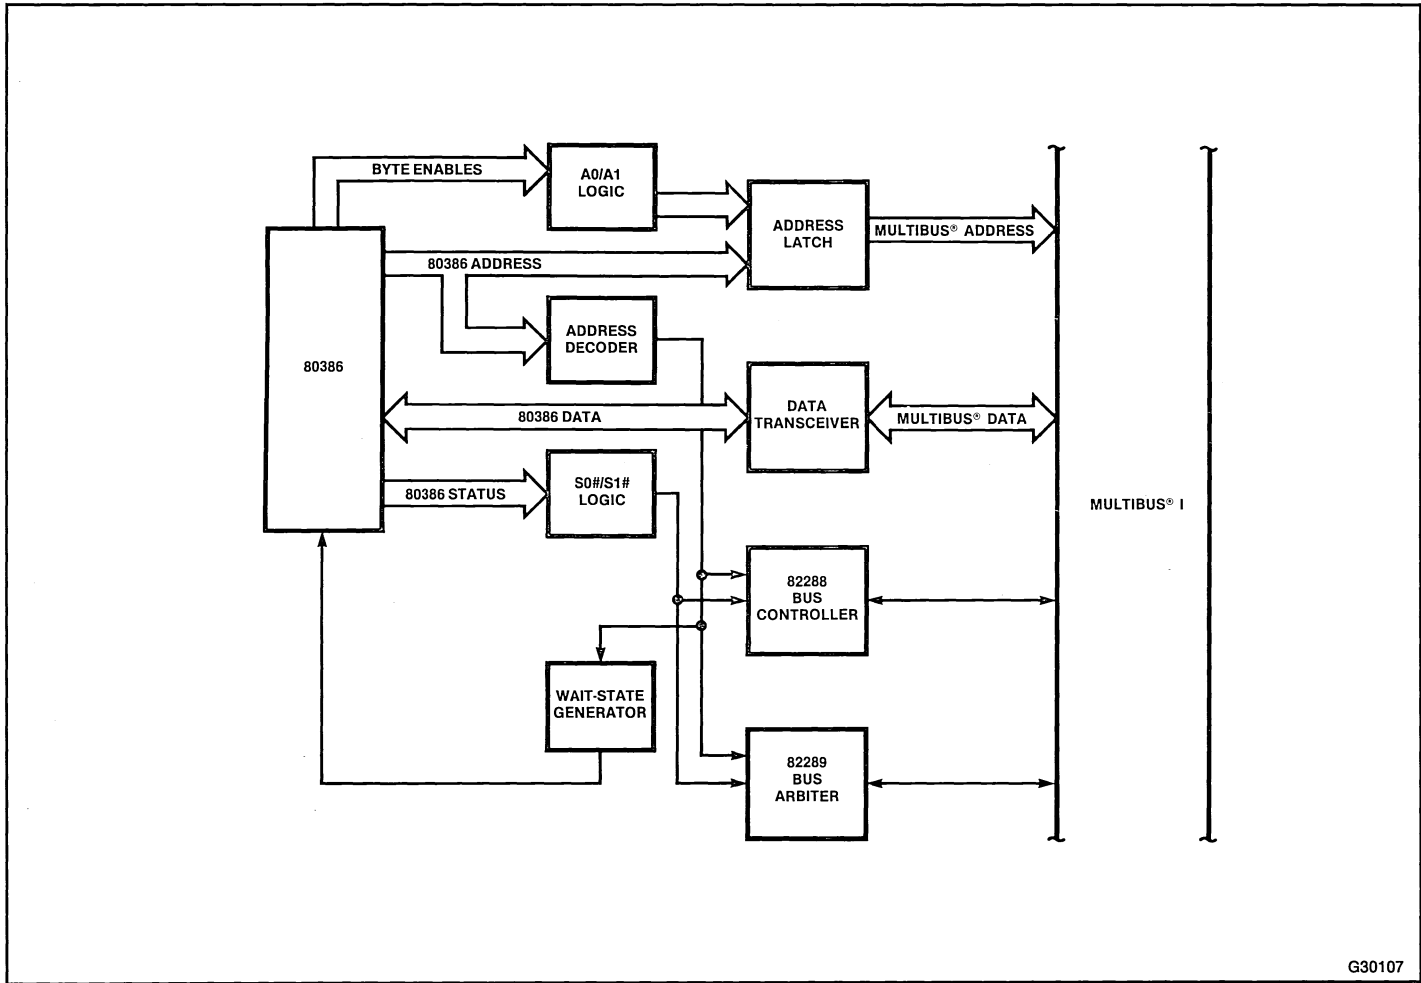 BYTE ENABLES
A0/A1
LOGIC
ADDRESS
LATCH
MULTIBUS® ADDRESS
80386 ADDRESS
ADDRESS
DECODER
80386
80386 DATA
DATA
TRANSCEIVER
MULTIBUS® DATA
80386 STATUS
S0#/S1#
LOGIC
MULTIBUS® I
82288
BUS
CONTROLLER
WAIT-STATE
GENERATOR
82289
BUS
ARBITER
G30107